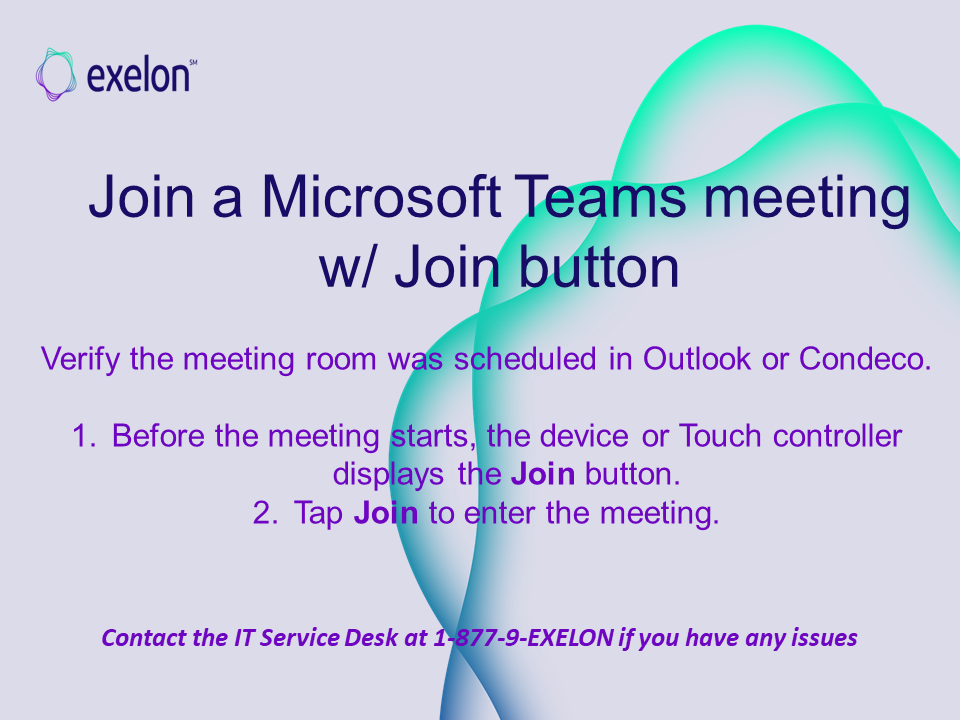 exelon℠
Join a Microsoft Teams meeting
w/ Join button
Verify the meeting room was scheduled in Outlook or Condeco.
1. Before the meeting starts, the device or Touch controller
displays the Join button.
2. Tap Join to enter the meeting.
Contact the IT Service Desk at 1-877-9-EXELON if you have any issues